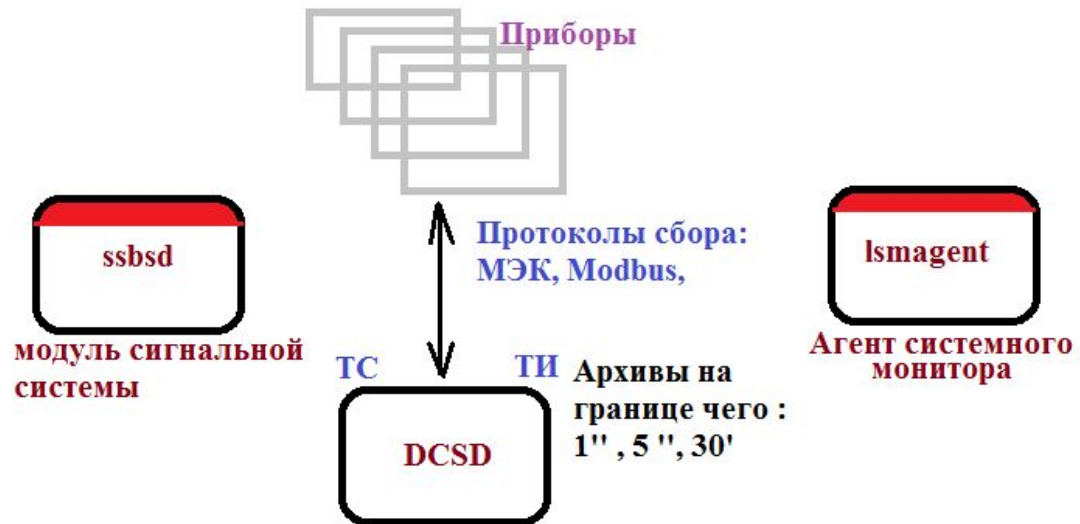 Приборы
ssbsd
модуль сигнальной
системы
Протоколы сбора:
МЭК, Modbus,
lsmagent
Агент системного
монитора
ТС
ТИ
Архивы на
границе чего :
1'' , 5 '', 30'
DCSD